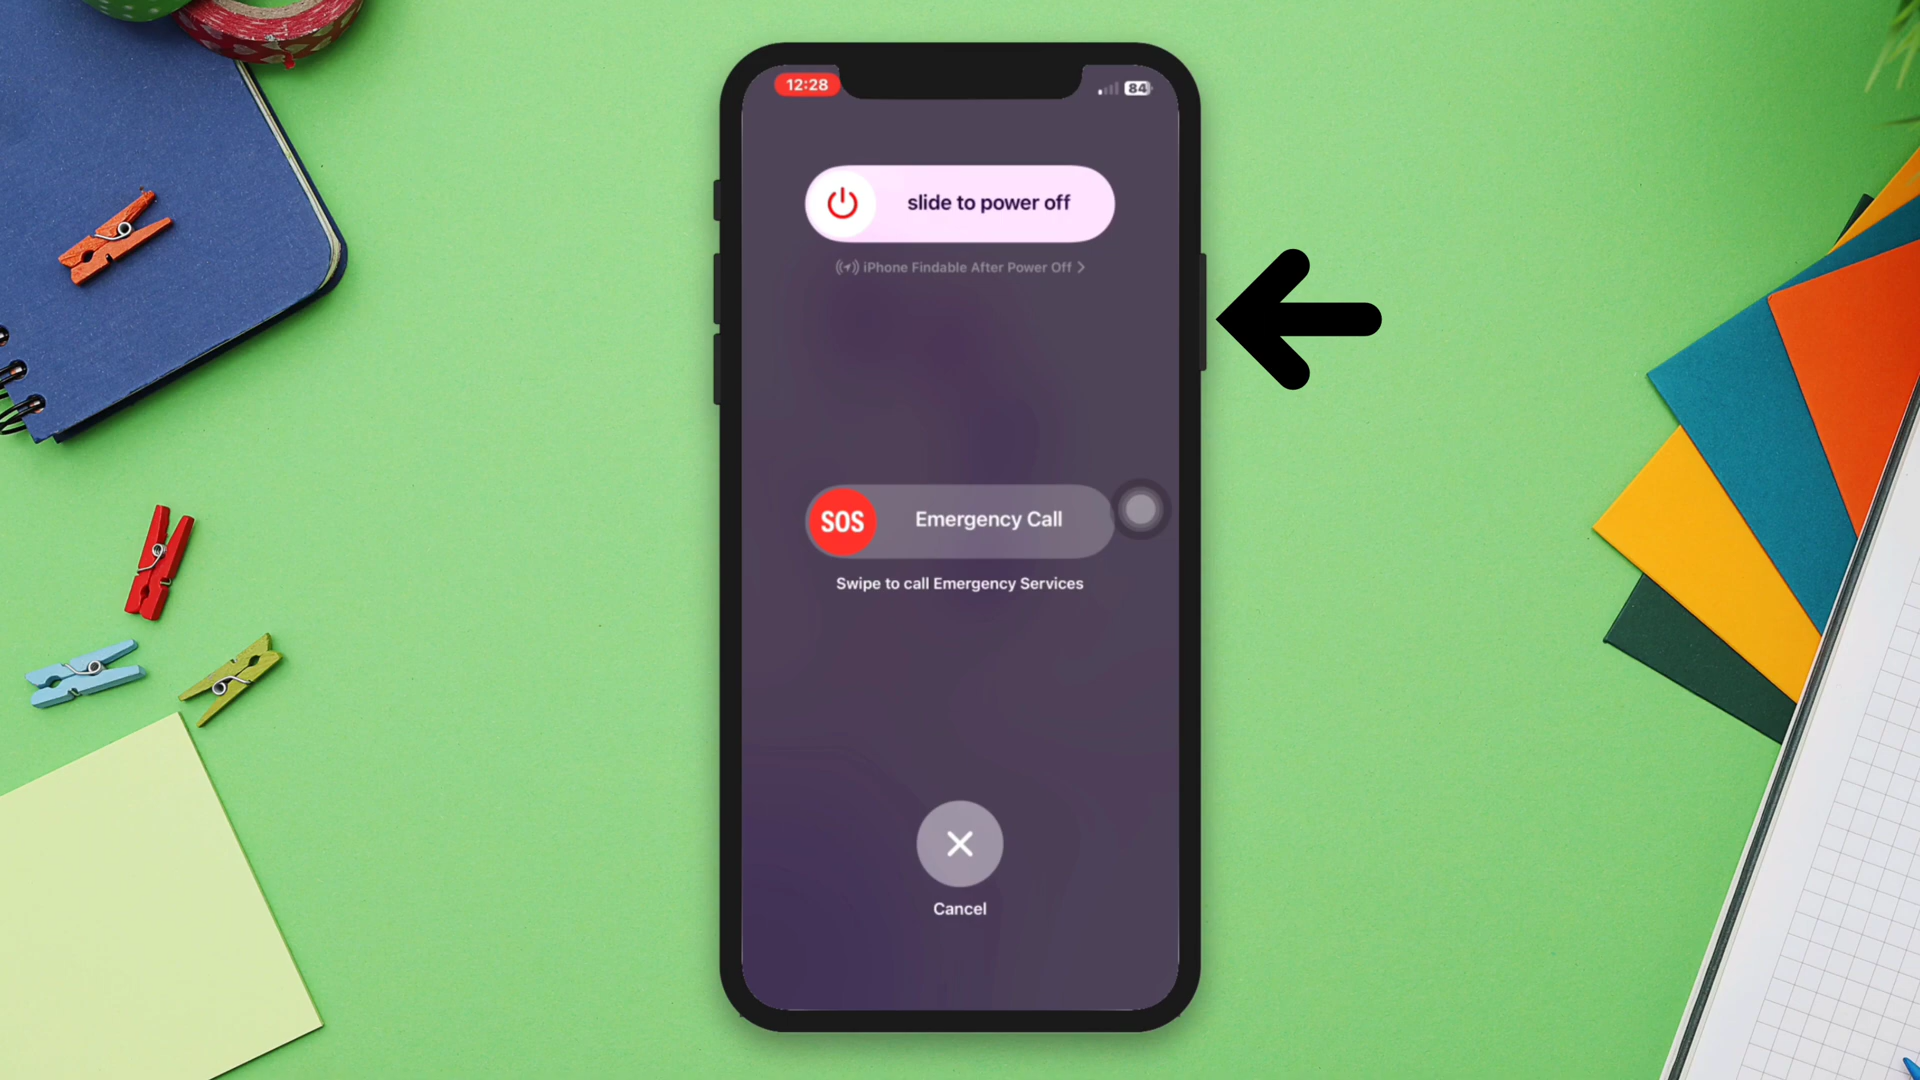 12:28
84
slide to power off
iPhone Findable After Power Off
SOS
Emergency Call
Swipe to call Emergency Services
Cancel